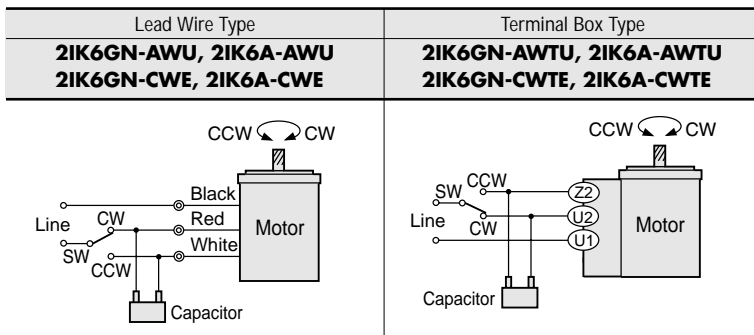 Lead Wire Type
Terminal Box Type
2IK6GN-AWU, 2IK6A-AWU
2IK6GN-CWE, 2IK6A-CWE
2IK6GN-AWTU, 2IK6A-AWTU
2IK6GN-CWTE, 2IK6A-CWTE
CCW CW
Black
Line
CW
Red
Motor
White
SW
CCW
Capacitor
CCW CW
CCW
SW
Z2
Line
CW
U2
Motor
U1
Capacitor